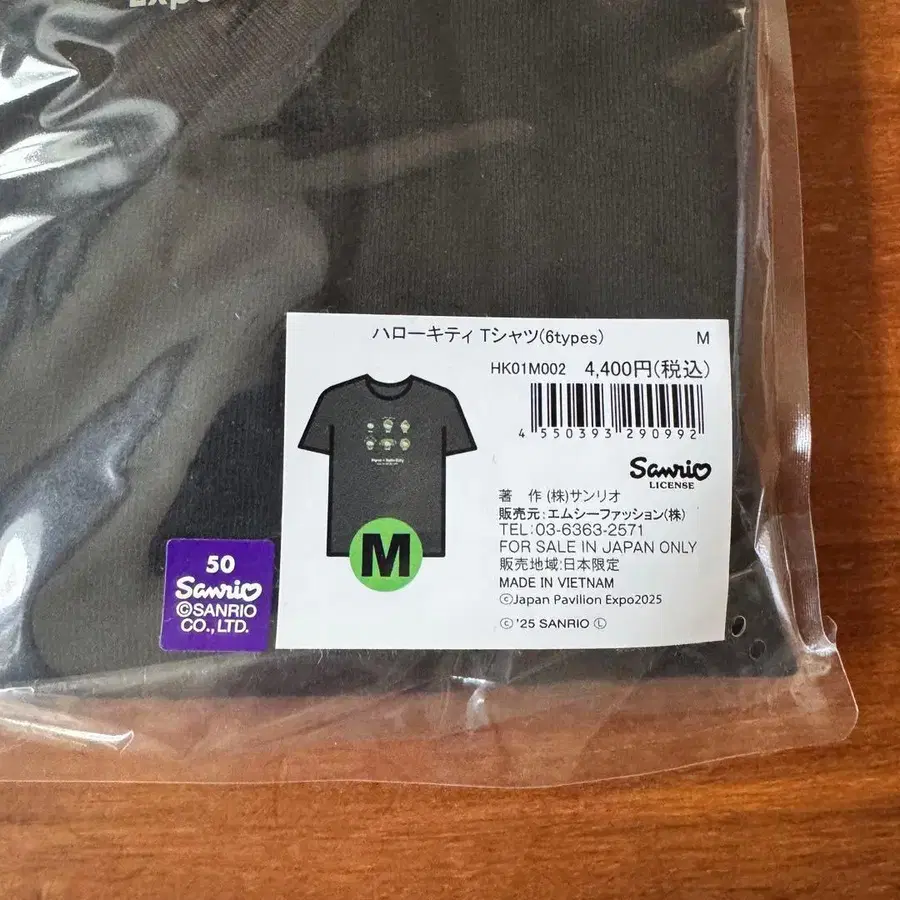 Expo
ハローキティ Tシャツ(6types) M
HK01M002 4,400円(税込)
4 550393 290992
Sanrio
LICENSE
著 作 (株)サンリオ
販売元:エムシーファッション(株)
TEL:03-6363-2571
FOR SALE IN JAPAN ONLY
販売地域:日本限定
MADE IN VIETNAM
©Japan Pavilion Expo2025
© '25 SANRIO Ⓛ
M
50
Sanrio
©SANRIO
CO.,LTD.